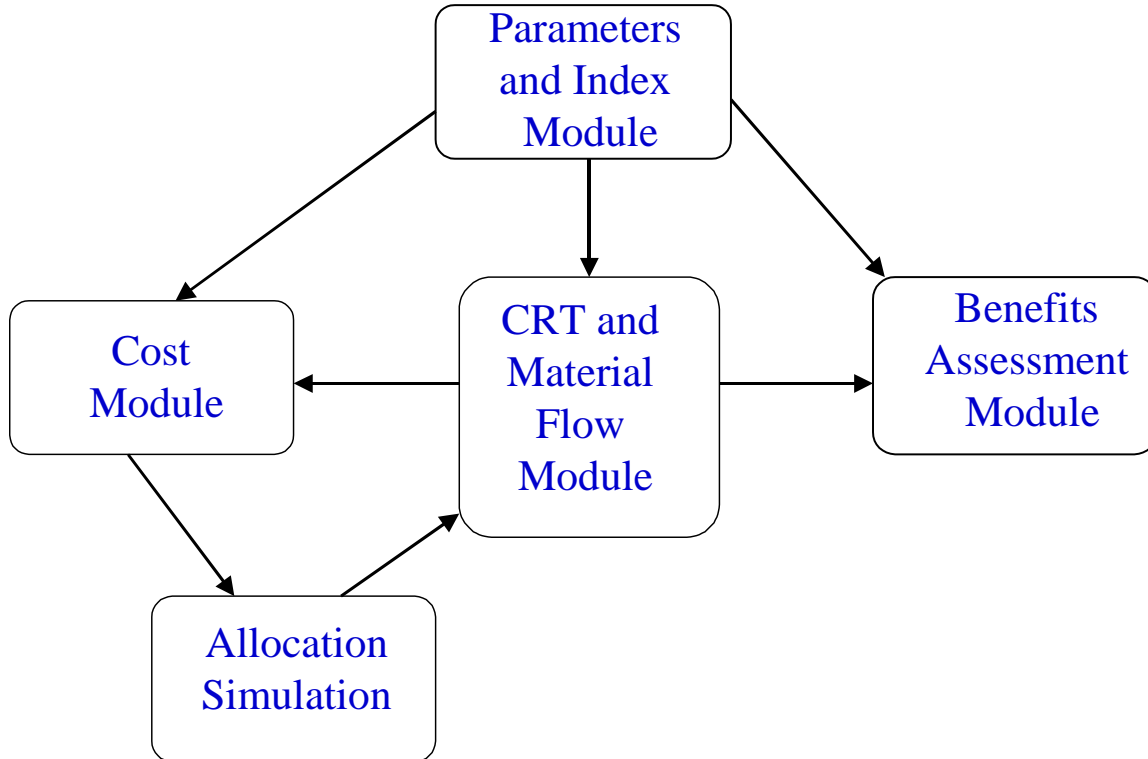 Parameters
and Index
Module
Cost
Module
CRT and
Material
Flow
Module
Benefits
Assessment
Module
Allocation
Simulation